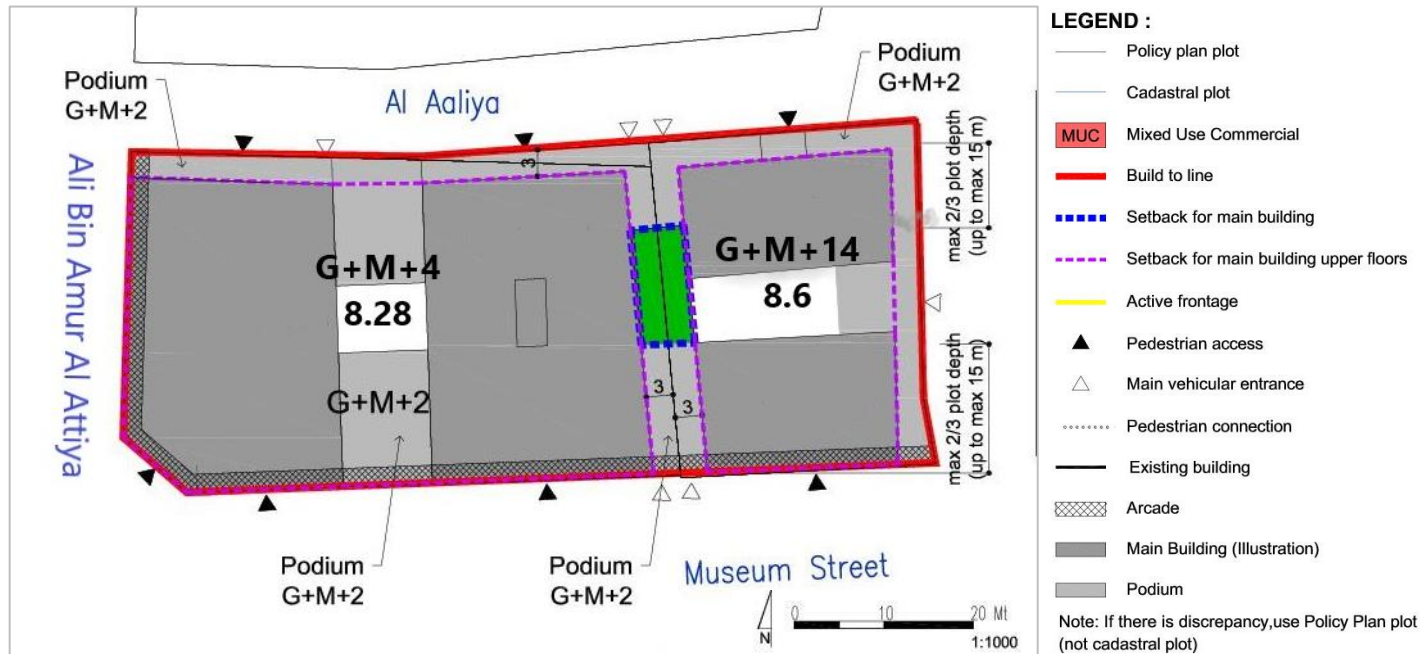 Podium
G+M+2
Al Aaliya
Podium
G+M+2
Ali Bin Amur Al Attiya
3
max 2/3 plot depth
(up to max 15 m)
G+M+4
8.28
G+M+14
8.6
G+M+2
3
3
max 2/3 plot depth
(up to max 15 m)
Podium
G+M+2
Podium
G+M+2
Museum Street
N
0 10 20 Mt
1:1000
LEGEND :
Policy plan plot
Cadastral plot
MUC Mixed Use Commercial
Build to line
Setback for main building
Setback for main building upper floors
Active frontage
Pedestrian access
Main vehicular entrance
Pedestrian connection
Existing building
Arcade
Main Building (Illustration)
Podium
Note: If there is discrepancy,use Policy Plan plot
(not cadastral plot)